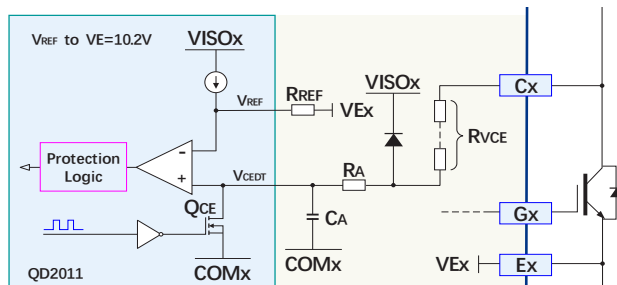 VREF to VE=10.2V
VISOx
VREF
RREF
VEx
VISOx
Cx
RVCE
Protection
Logic
-
+
VCEDT
RA
QCE
CA
Gx
COMx
COMx
VEx
Ex
QD2011